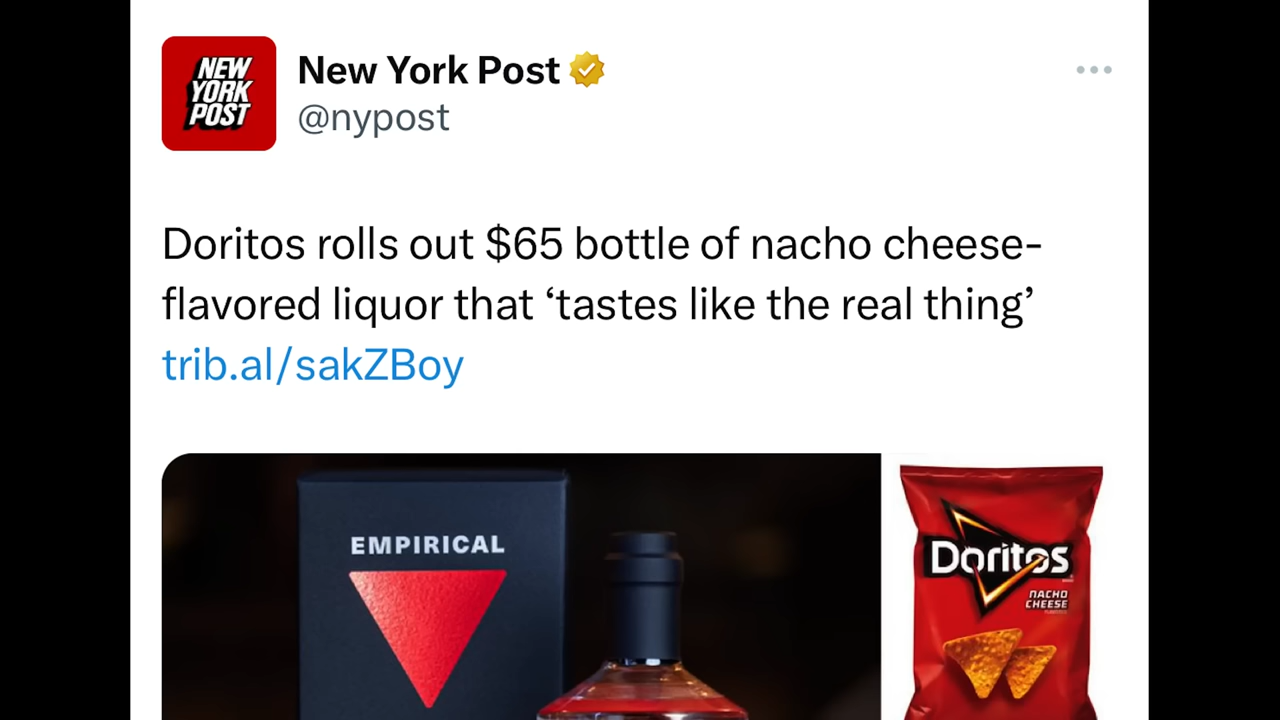 NEW
YORK
POST
New York Post
@nypost
Doritos rolls out $65 bottle of nacho cheese-
flavored liquor that ‘tastes like the real thing’
trib.al/sakZBoy
EMPIRICAL
Doritos
NACHO
CHEESE